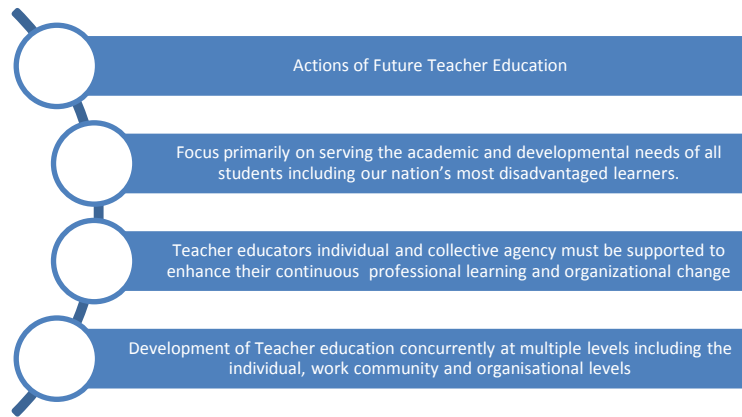 Actions of Future Teacher Education
Focus primarily on serving the academic and developmental needs of all
students including our nation’s most disadvantaged learners.
Teacher educators individual and collective agency must be supported to
enhance their continuous professional learning and organizational change
Development of Teacher education concurrently at multiple levels including the
individual, work community and organisational levels